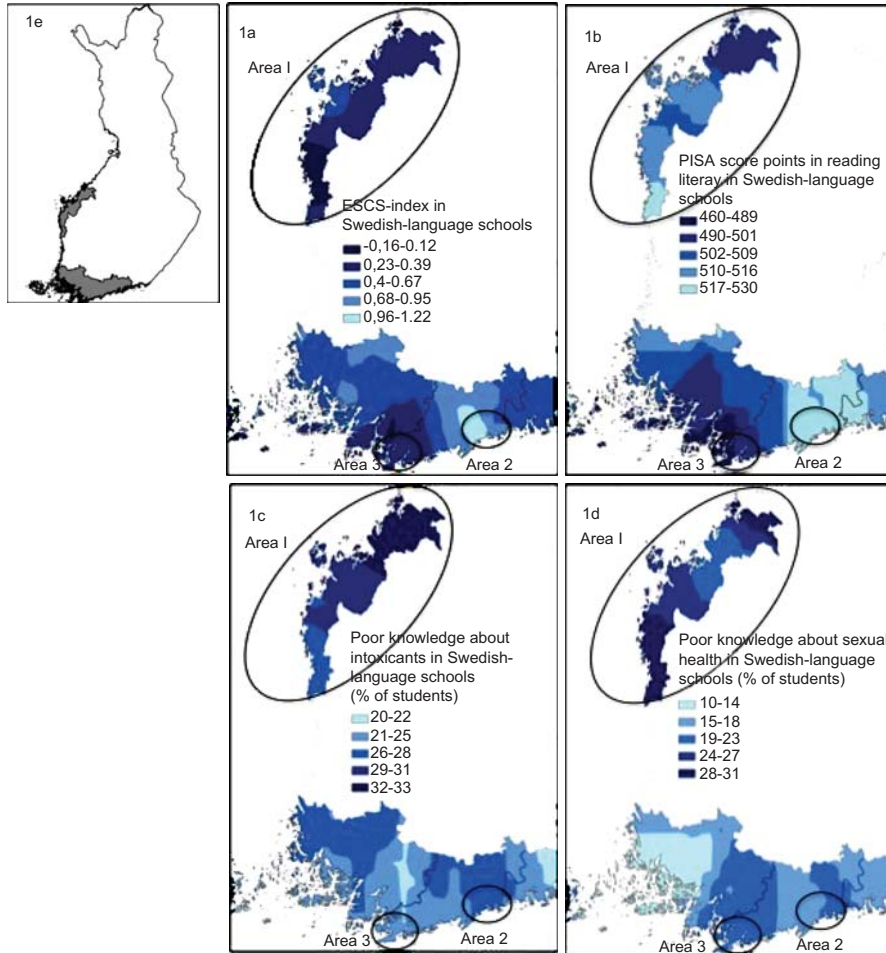 1e
1a
Area I
ESCS-index in
Swedish-language schools
-0,16-0.12
0,23-0.39
0,4-0.67
0,68-0.95
0,96-1.22
Area 3
Area 2
1b
Area I
PISA score points in reading
literay in Swedish-language
schools
460-489
490-501
502-509
510-516
517-530
Area 3
Area 2
1c
Area I
Poor knowledge about
intoxicants in Swedish-
language schools
(% of students)
20-22
21-25
26-28
29-31
32-33
Area 3
Area 2
1d
Area I
Poor knowledge about sexual
health in Swedish-language
schools (% of students)
10-14
15-18
19-23
24-27
28-31
Area 3
Area 2